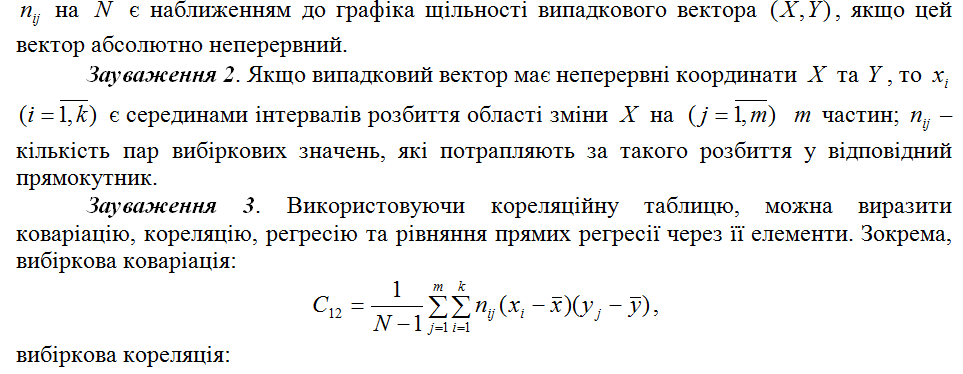 n_{ij} на N є наближенням до графіка щільності випадкового вектора (X,Y), якщо цей
вектор абсолютно неперервний.
Зауваження 2. Якщо випадковий вектор має неперервні координати X та Y, то x_i
(i = \overline{1,k}) є серединами інтервалів розбиття області зміни X на (j = \overline{1,m}) m частин; n_{ij} –
кількість пар вибіркових значень, які потрапляють за такого розбиття у відповідний
прямокутник.
Зауваження 3. Використовуючи кореляційну таблицю, можна виразити
коваріацію, кореляцію, регресію та рівняння прямих регресії через її елементи. Зокрема,
вибіркова коваріація:
C_{12} = \frac{1}{N-1} \sum_{j=1}^{m} \sum_{i=1}^{k} n_{ij} (x_i - \overline{x})(y_j - \overline{y}),
вибіркова кореляція: